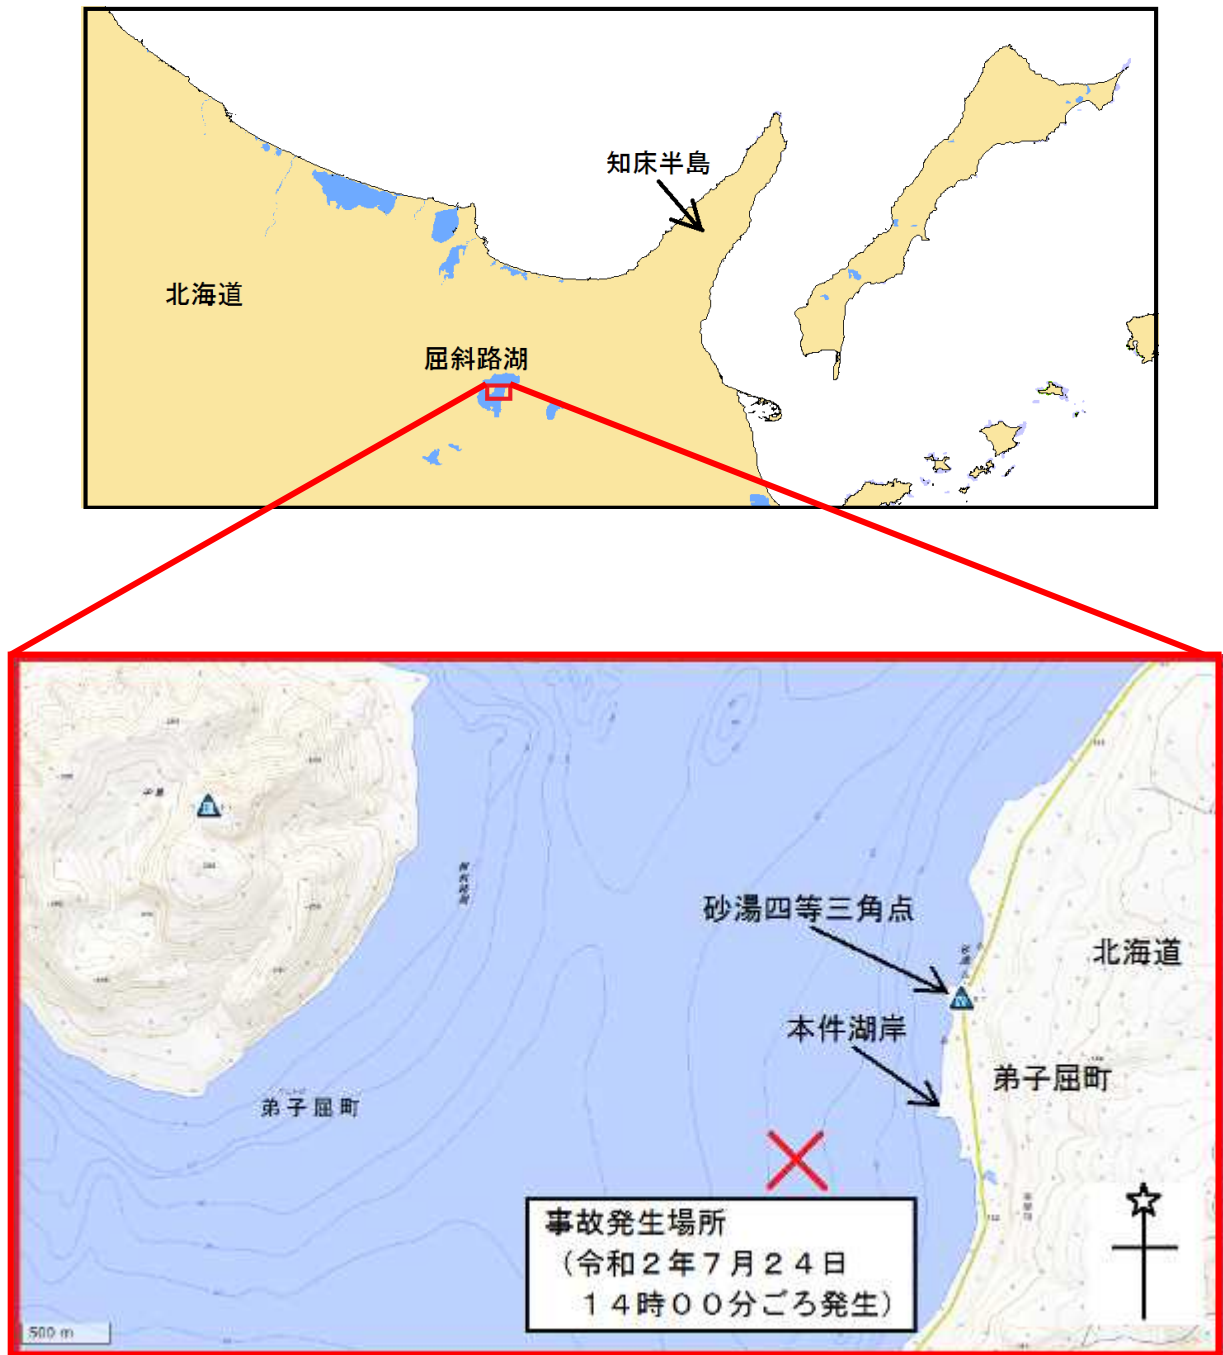 知床半島
北海道
屈斜路湖
砂湯四等三角点
北海道
本件湖岸
弟子屈町
弟子屈町
事故発生場所
(令和2年7月24日
14時00分ごろ発生)
500 m